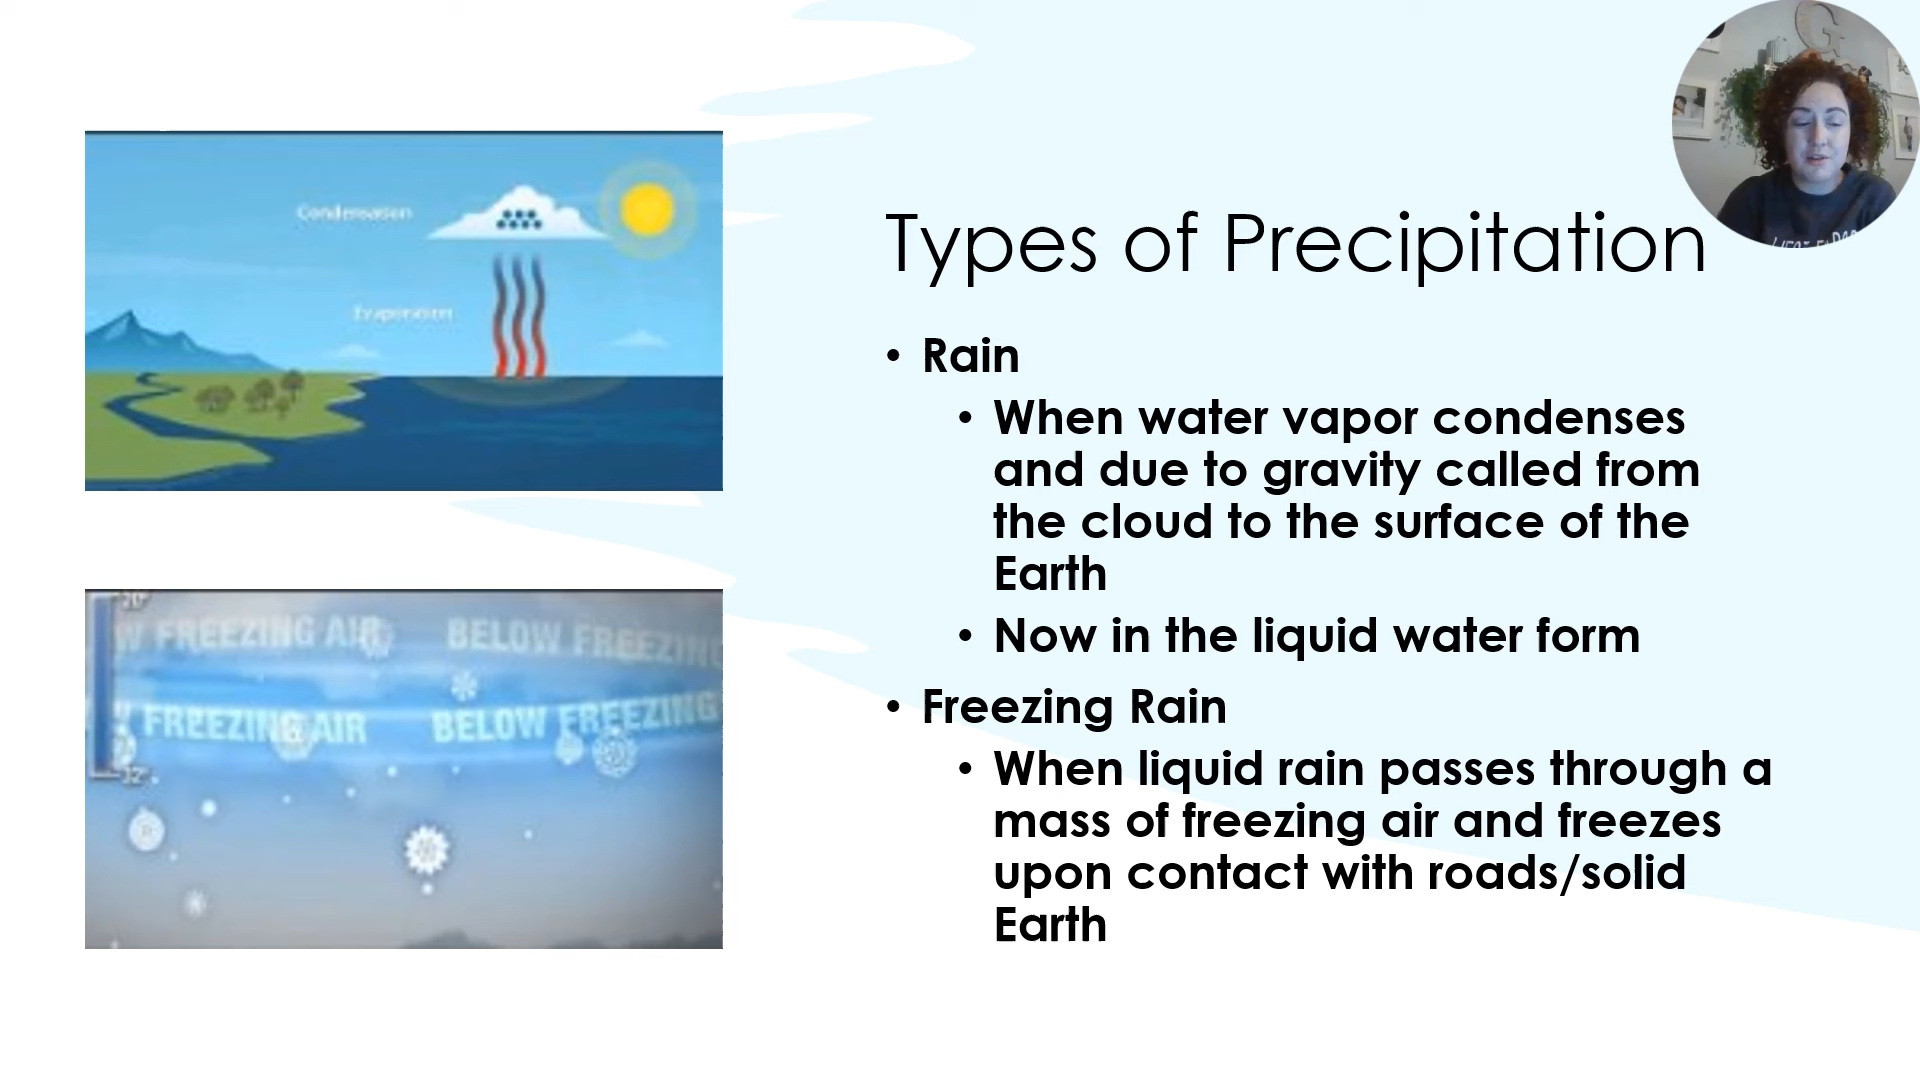 Condensation
Evaporation
W FREEZING AIR BELOW FREEZING
FREEZING AIR BELOW FREEZING
32°
Types of Precipitation
• Rain
• When water vapor condenses
and due to gravity called from
the cloud to the surface of the
Earth
• Now in the liquid water form
• Freezing Rain
• When liquid rain passes through a
mass of freezing air and freezes
upon contact with roads/solid
Earth
G